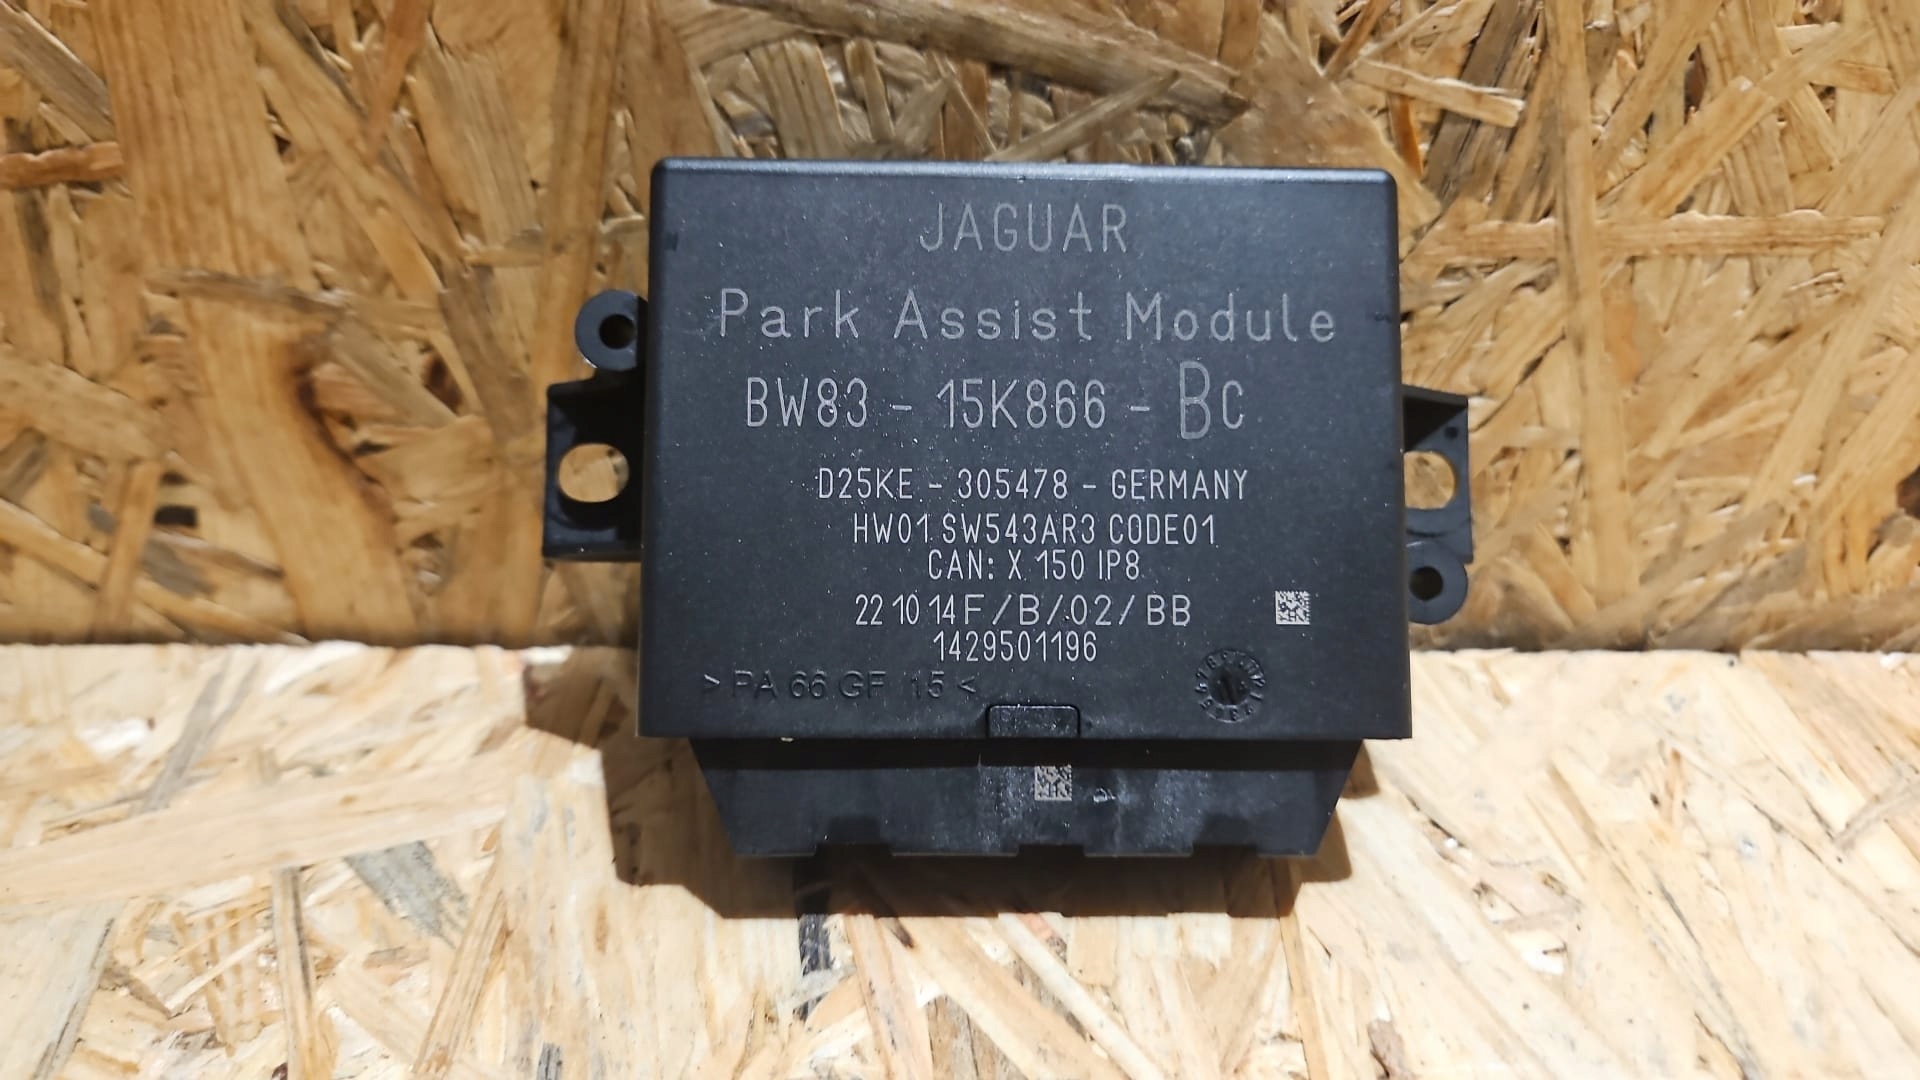 JAGUAR
Park Assist Module
BW83 - 15K866 - BC
D25KE - 305478 - GERMANY
HW01 SW543AR3 CODE01
CAN: X 150 IP8
22 10 14F/B/02/BB
1429501196
> PA 66 GF 15 <